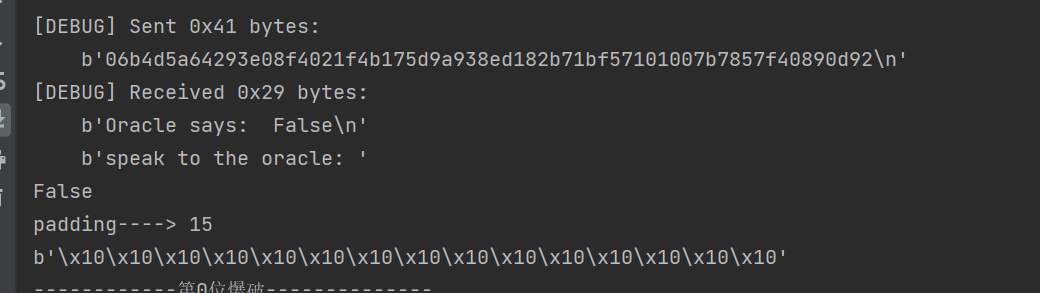 [DEBUG] Sent 0x41 bytes:
b'06b4d5a64293e08f4021f4b175d9a938ed182b71bf57101007b7857f40890d92\n'
[DEBUG] Received 0x29 bytes:
b'Oracle says:  False\n'
b'speak to the oracle: '
False
padding----> 15
b'\x10\x10\x10\x10\x10\x10\x10\x10\x10\x10\x10\x10\x10\x10\x10'
------------第0位爆破--------------